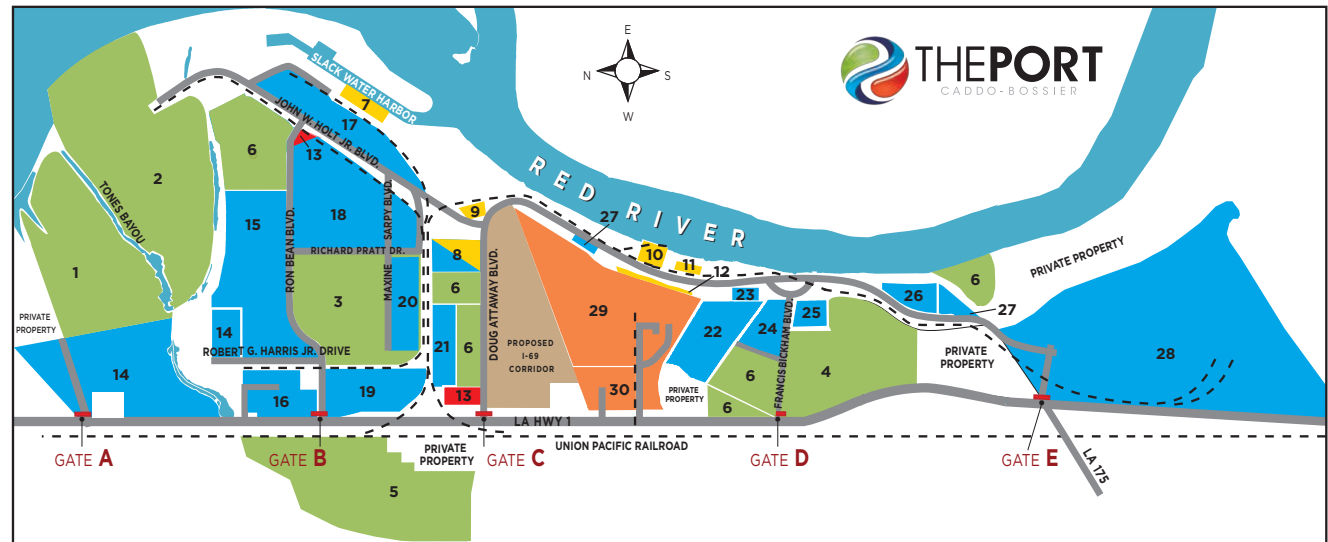 E
N
S
W
THEPORT
CADDO-BOSSIER
SLACK WATER HARBOR
7
JOHN W. HOLT JR. BLVD.
17
13
6
2
TONES BAYOU
1
PRIVATE
PROPERTY
15
18
RON BEAN BLVD.
RICHARD PRATT DR.
MAXINE SARPY BLVD.
3
20
14
ROBERT G. HARRIS JR. DRIVE
14
16
19
RED RIVER
9
8
6
21
6
13
DOUG ATTAWAY BLVD.
PROPOSED
I-69
CORRIDOR
27
10
11
12
29
30
23
22
24
25
FRANCIS BICKHAM BLVD.
PRIVATE
PROPERTY
6
6
4
26
6
27
PRIVATE PROPERTY
PRIVATE
PROPERTY
28
LA HWY 1
UNION PACIFIC RAILROAD
PRIVATE
PROPERTY
5
GATE A
GATE B
GATE C
GATE D
GATE E
LA 175